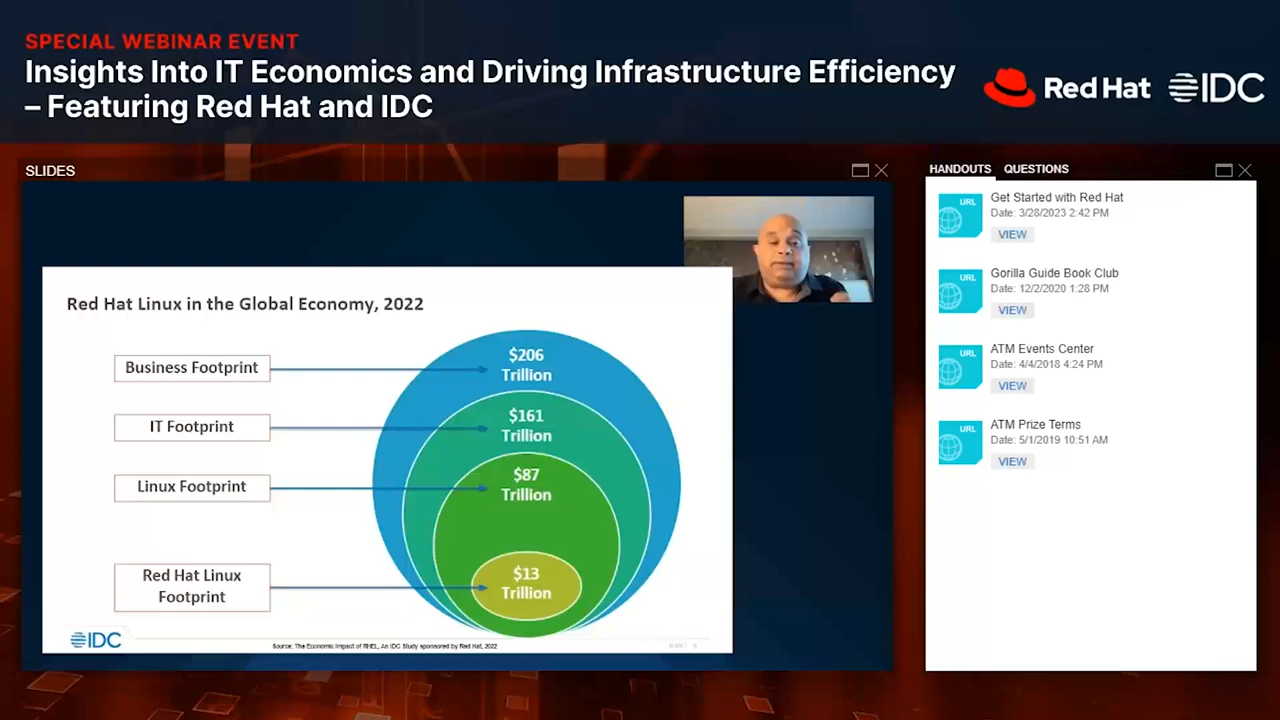 SPECIAL WEBINAR EVENT
Insights Into IT Economics and Driving Infrastructure Efficiency
– Featuring Red Hat and IDC
Red Hat
IDC
SLIDES
Red Hat Linux in the Global Economy, 2022
Business Footprint
$206
Trillion
IT Footprint
$161
Trillion
Linux Footprint
$87
Trillion
Red Hat Linux
Footprint
$13
Trillion
IDC
Source: The Economic Impact of RHEL, An IDC Study sponsored by Red Hat, 2022
HANDOUTS QUESTIONS
URL
Get Started with Red Hat
Date: 3/28/2023 2:42 PM
VIEW
URL
Gorilla Guide Book Club
Date: 12/2/2020 1:28 PM
VIEW
URL
ATM Events Center
Date: 4/4/2018 4:24 PM
VIEW
URL
ATM Prize Terms
Date: 5/1/2019 10:51 AM
VIEW